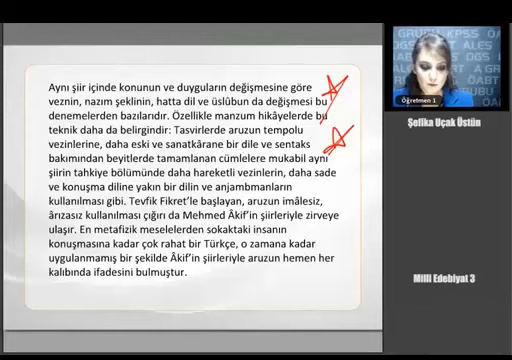 Aynı şiir içinde konunun ve duyguların değişmesine göre
veznin, nazım şeklinin, hatta dil ve üslûbun da değişmesi bu
denemelerden bazılarıdır. Özellikle manzum hikâyelerde bu
teknik daha da belirgindir: Tasvirlerde aruzun tempolu
vezinlerine, daha eski ve sanatkârane bir dile ve sentaks
bakımından beyitlerde tamamlanan cümlelere mukabil aynı
şiirin tahkiye bölümünde daha hareketli vezinlerin, daha sade
ve konuşma diline yakın bir dilin ve anjambmanların
kullanılması gibi. Tevfik Fikret'le başlayan, aruzun imâlesiz,
ârızasız kullanılması çığırı da Mehmed Âkif'in şiirleriyle zirveye
ulaşır. En metafizik meselelerden sokaktaki insanın
konuşmasına kadar çok rahat bir Türkçe, o zamana kadar
uygulanmamış bir şekilde Âkif'in şiirleriyle aruzun hemen her
kalıbında ifadesini bulmuştur.
Öğretmen 1
Şefika Uçak Üstün
Milli Edebiyat 3